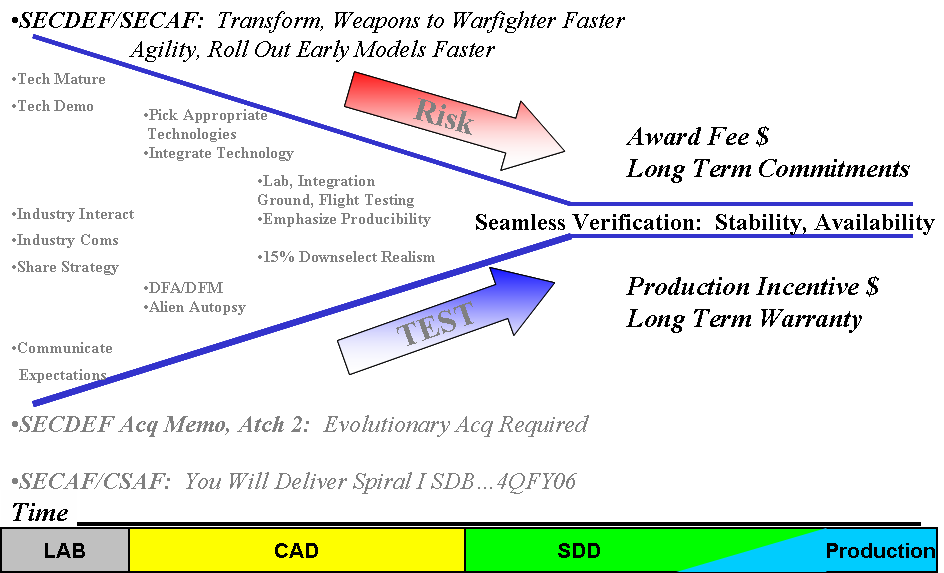 •SECDEF/SECAF:  Transform, Weapons to Warfighter Faster
Agility, Roll Out Early Models Faster
•Tech Mature
•Tech Demo
•Pick Appropriate
Technologies
•Integrate Technology
Risk
Award Fee $
Long Term Commitments
•Lab, Integration
Ground, Flight Testing
•Emphasize Producibility
•Industry Interact
•Industry Coms
•Share Strategy
Seamless Verification:  Stability, Availability
•15% Downselect Realism
•DFA/DFM
•Alien Autopsy
TEST
Production Incentive $
Long Term Warranty
•Communicate
Expectations
•SECDEF Acq Memo, Atch 2:  Evolutionary Acq Required
•SECAF/CSAF:  You Will Deliver Spiral I SDB…4QFY06
Time
LAB
CAD
SDD
Production